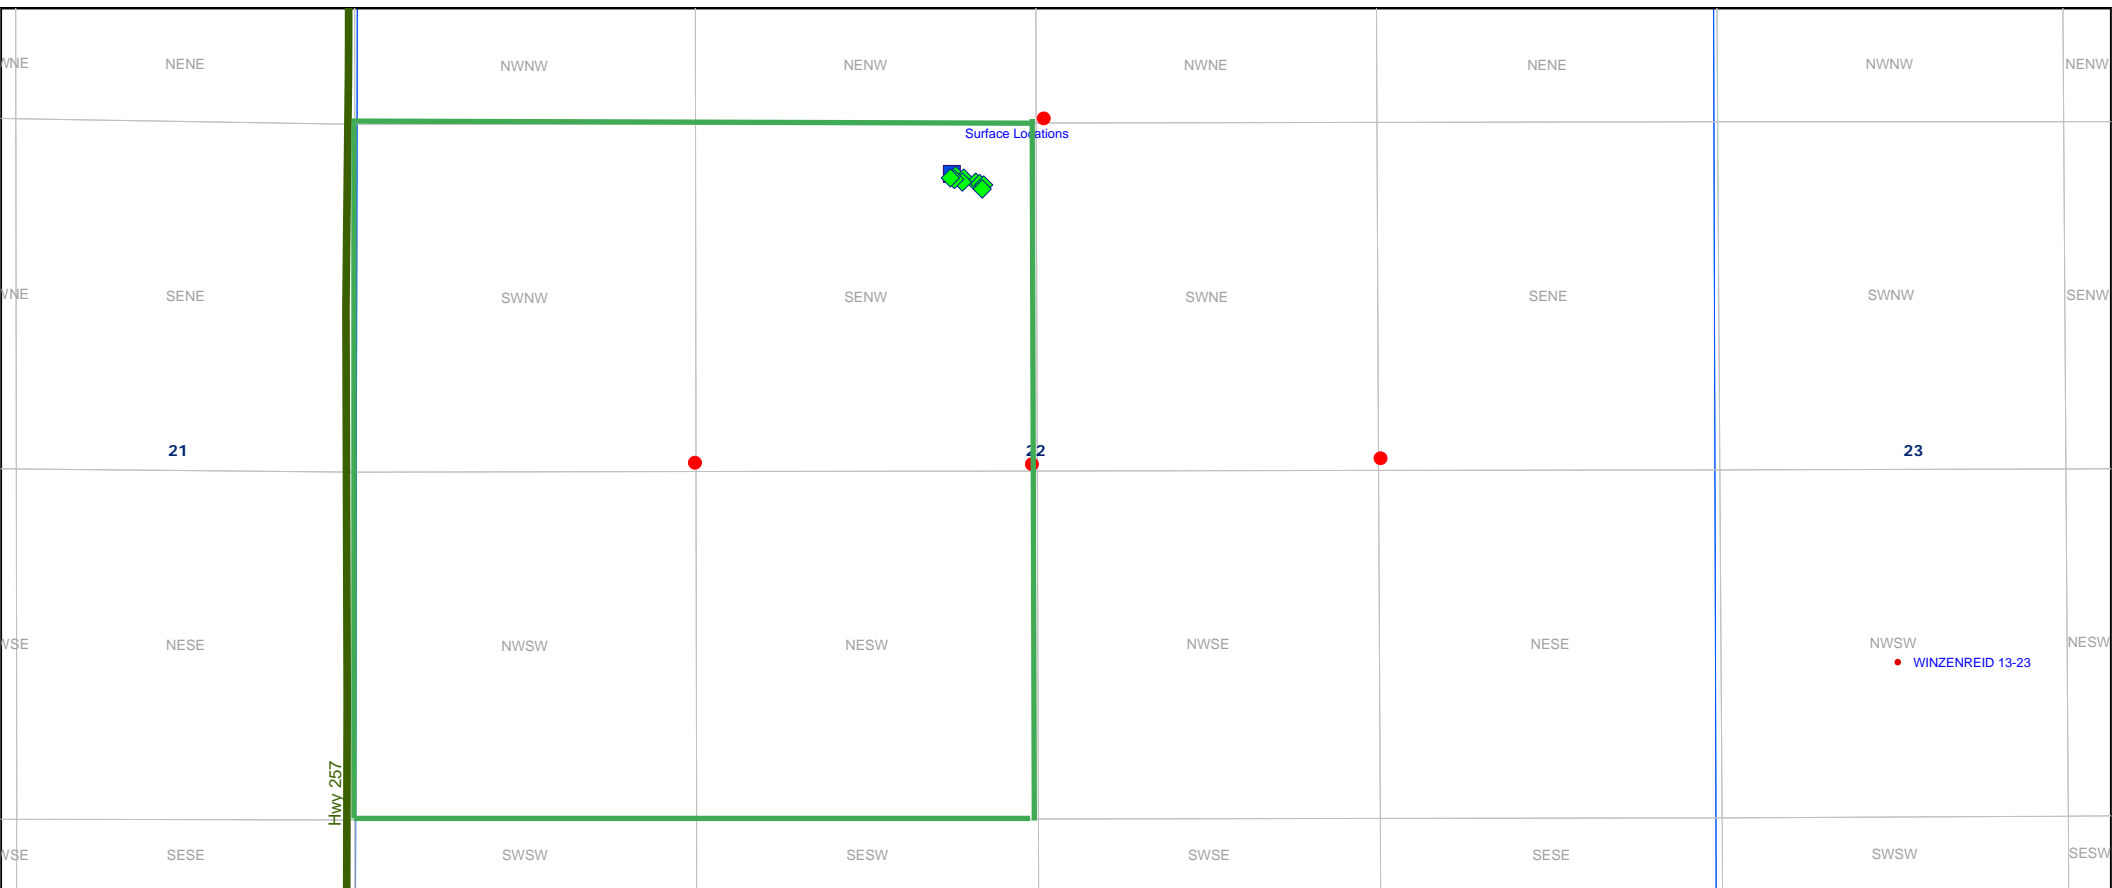 NENE NWNW NENW NWNE NENE NWNW NENW
Surface Locations
SENE SWNW SENW SWNE SENE SWNW SENW
21 22 23
NESE NWSW NESW NWSE NESE NWSW NESW
WINZENREID 13-23
Hwy 257
SESE SWSW SESW SWSE SESE SWSW SESW